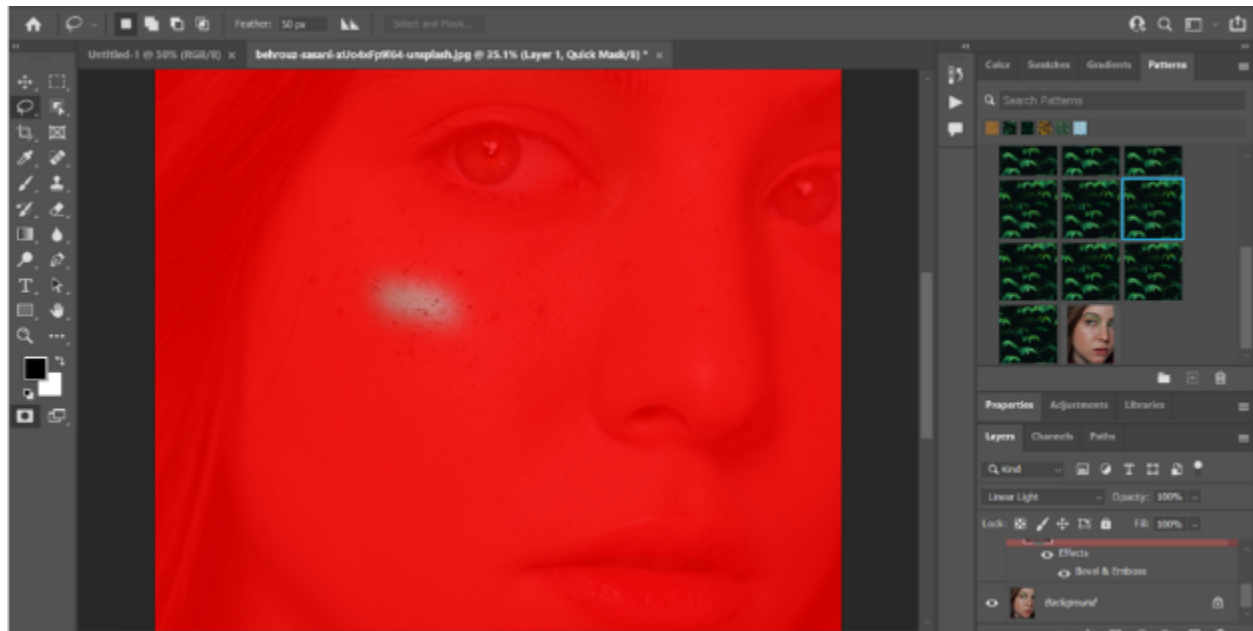 Feather: 50 px Select and Mask...
Untitled-1 @ 50% (RGB/8) × behrouz-sasani-xUo4xFp9f64-unsplash.jpg @ 35.1% (Layer 1, Quick Mask/8) * ×
Color Swatches Gradients Patterns
Search Patterns
Properties Adjustments Libraries
Layers Channels Paths
Kind
Linear Light Opacity: 100%
Lock: Fill: 100%
Effects
Bevel & Emboss
Background